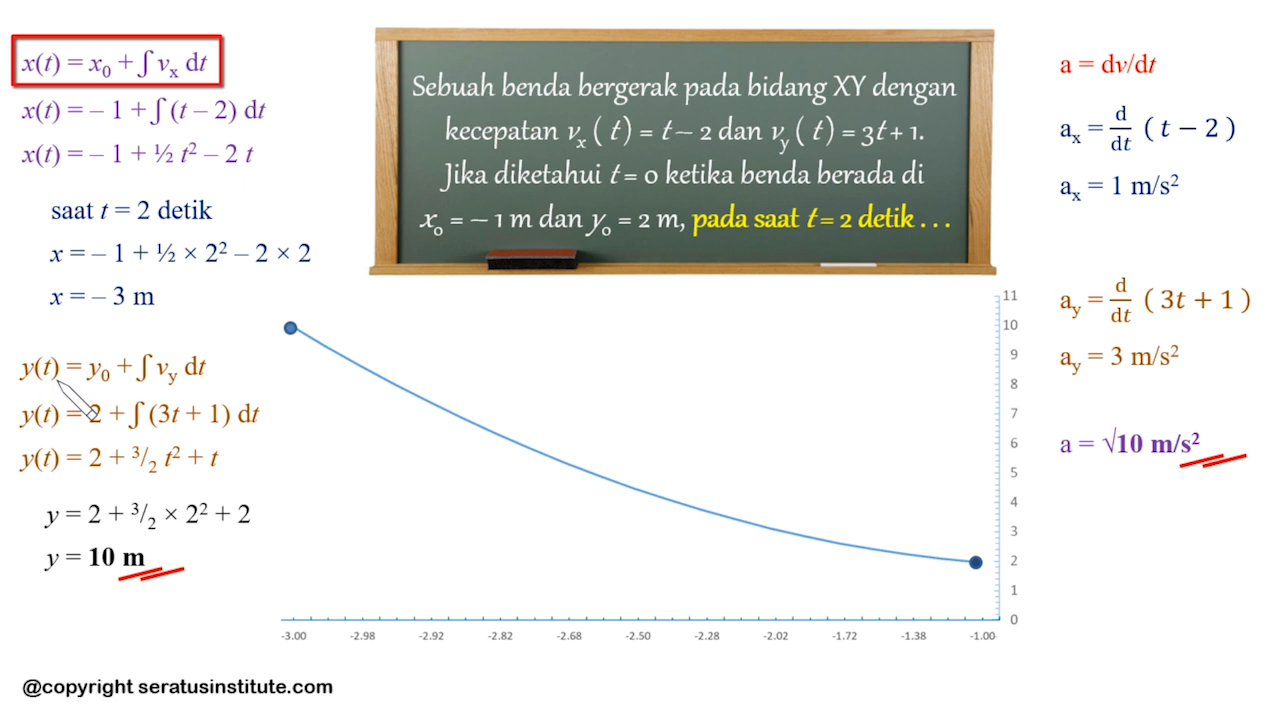 x(t) = x₀ + ∫ vₓ dt
x(t) = – 1 + ∫ (t – 2) dt
x(t) = – 1 + ½ t² – 2 t
saat t = 2 detik
x = – 1 + ½ × 2² – 2 × 2
x = – 3 m
y(t) = y₀ + ∫ v_y dt
y(t) = 2 + ∫ (3t + 1) dt
y(t) = 2 + ³/₂ t² + t
y = 2 + ³/₂ × 2² + 2
y = 10 m
Sebuah benda bergerak pada bidang XY dengan
kecepatan vₓ ( t ) = t – 2 dan v_y ( t ) = 3t + 1.
Jika diketahui t = 0 ketika benda berada di
x₀ = – 1 m dan y₀ = 2 m, pada saat t = 2 detik . . .
a = dv/dt
aₓ = d/dt ( t − 2 )
aₓ = 1 m/s²
a_y = d/dt ( 3t + 1 )
a_y = 3 m/s²
a = √10 m/s²
11
10
9
8
7
6
5
4
3
2
1
0
-3.00 -2.98 -2.92 -2.82 -2.68 -2.50 -2.28 -2.02 -1.72 -1.38 -1.00
@copyright seratusinstitute.com